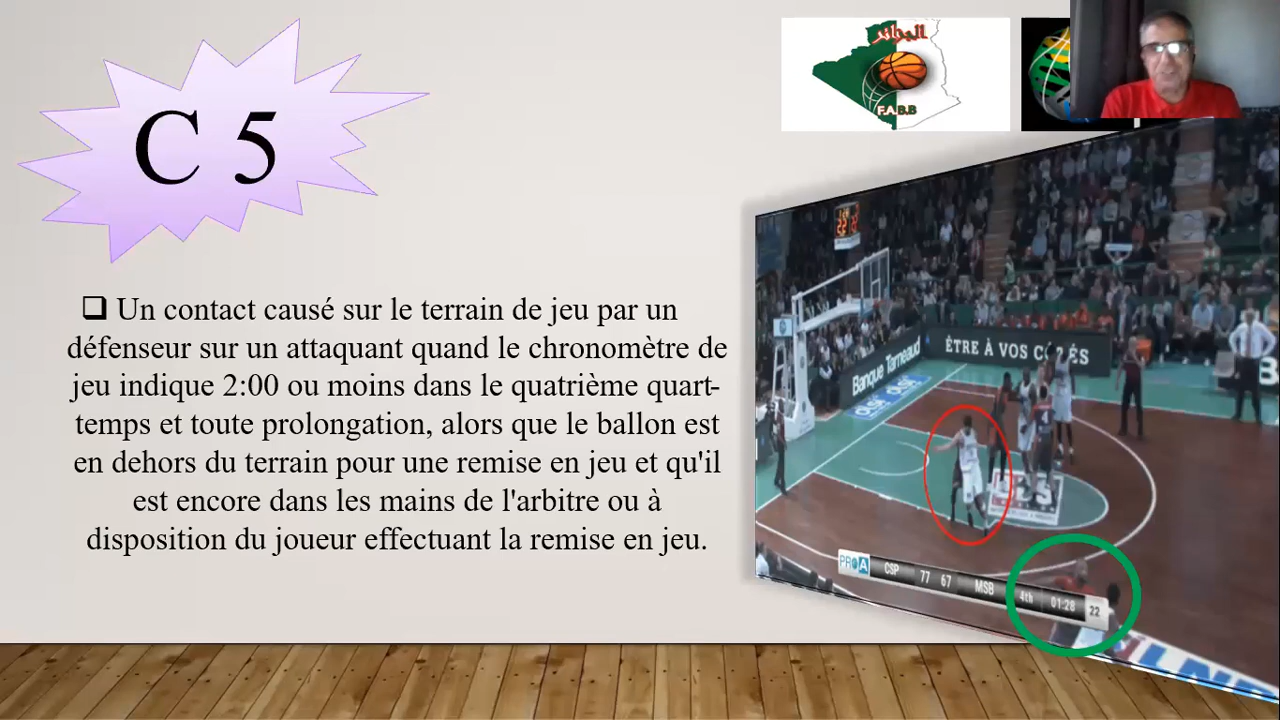 C 5
الجزائر
F.A.B.B
❑ Un contact causé sur le terrain de jeu par un
défenseur sur un attaquant quand le chronomètre de
jeu indique 2:00 ou moins dans le quatrième quart-
temps et toute prolongation, alors que le ballon est
en dehors du terrain pour une remise en jeu et qu'il
est encore dans les mains de l'arbitre ou à
disposition du joueur effectuant la remise en jeu.
ÊTRE À VOS CÔTÉS
Banque Tarneaud
PROA CSP 77 67 MSB 4th 01:28 22
LNB